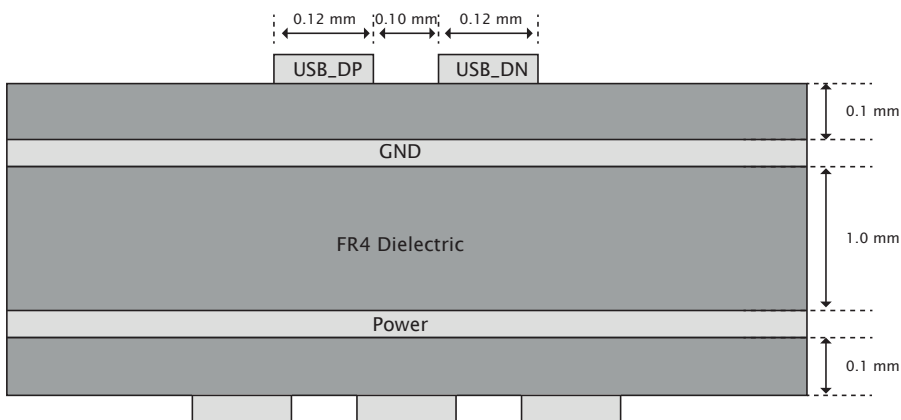 0.12 mm 0.10 mm 0.12 mm
USB_DP USB_DN
0.1 mm
GND
FR4 Dielectric
1.0 mm
Power
0.1 mm